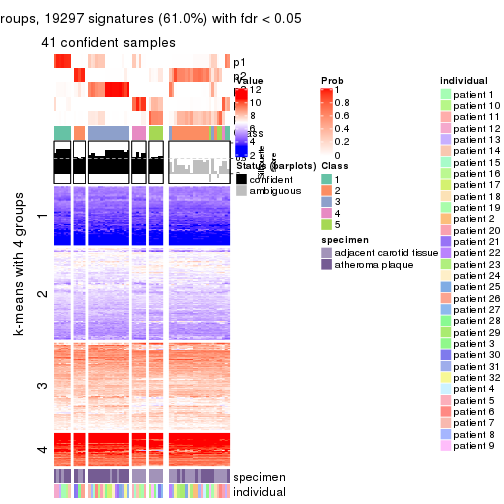 roups, 19297 signatures (61.0%) with fdr < 0.05
41 confident samples
p1
p2
Value
12
10
8
6
4
2
Prob
1
0.8
0.6
0.4
0.2
0
individual
patient 1
patient 10
patient 11
patient 12
patient 13
patient 14
patient 15
patient 16
patient 17
patient 18
patient 19
patient 2
patient 20
patient 21
patient 22
patient 23
patient 24
patient 25
patient 26
patient 27
patient 28
patient 29
patient 3
patient 30
patient 31
patient 32
patient 4
patient 5
patient 6
patient 7
patient 8
patient 9
Status (barplots)
confident
ambiguous
Class
1
2
3
4
5
specimen
adjacent carotid tissue
atheroma plaque
k-means with 4 groups
1
2
3
4
specimen
individual